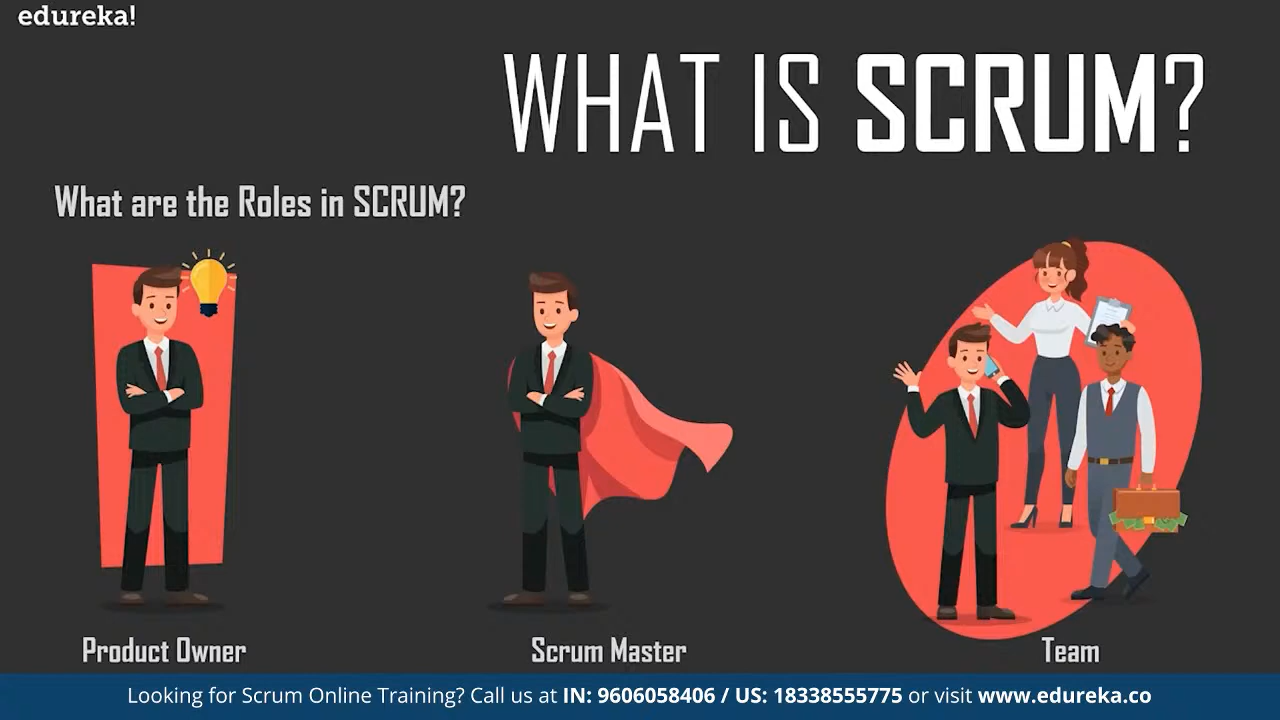 edureka!
WHAT IS SCRUM?
What are the Roles in SCRUM?
Product Owner
Scrum Master
Team
Looking for Scrum Online Training? Call us at IN: 9606058406 / US: 18338555775 or visit www.edureka.co